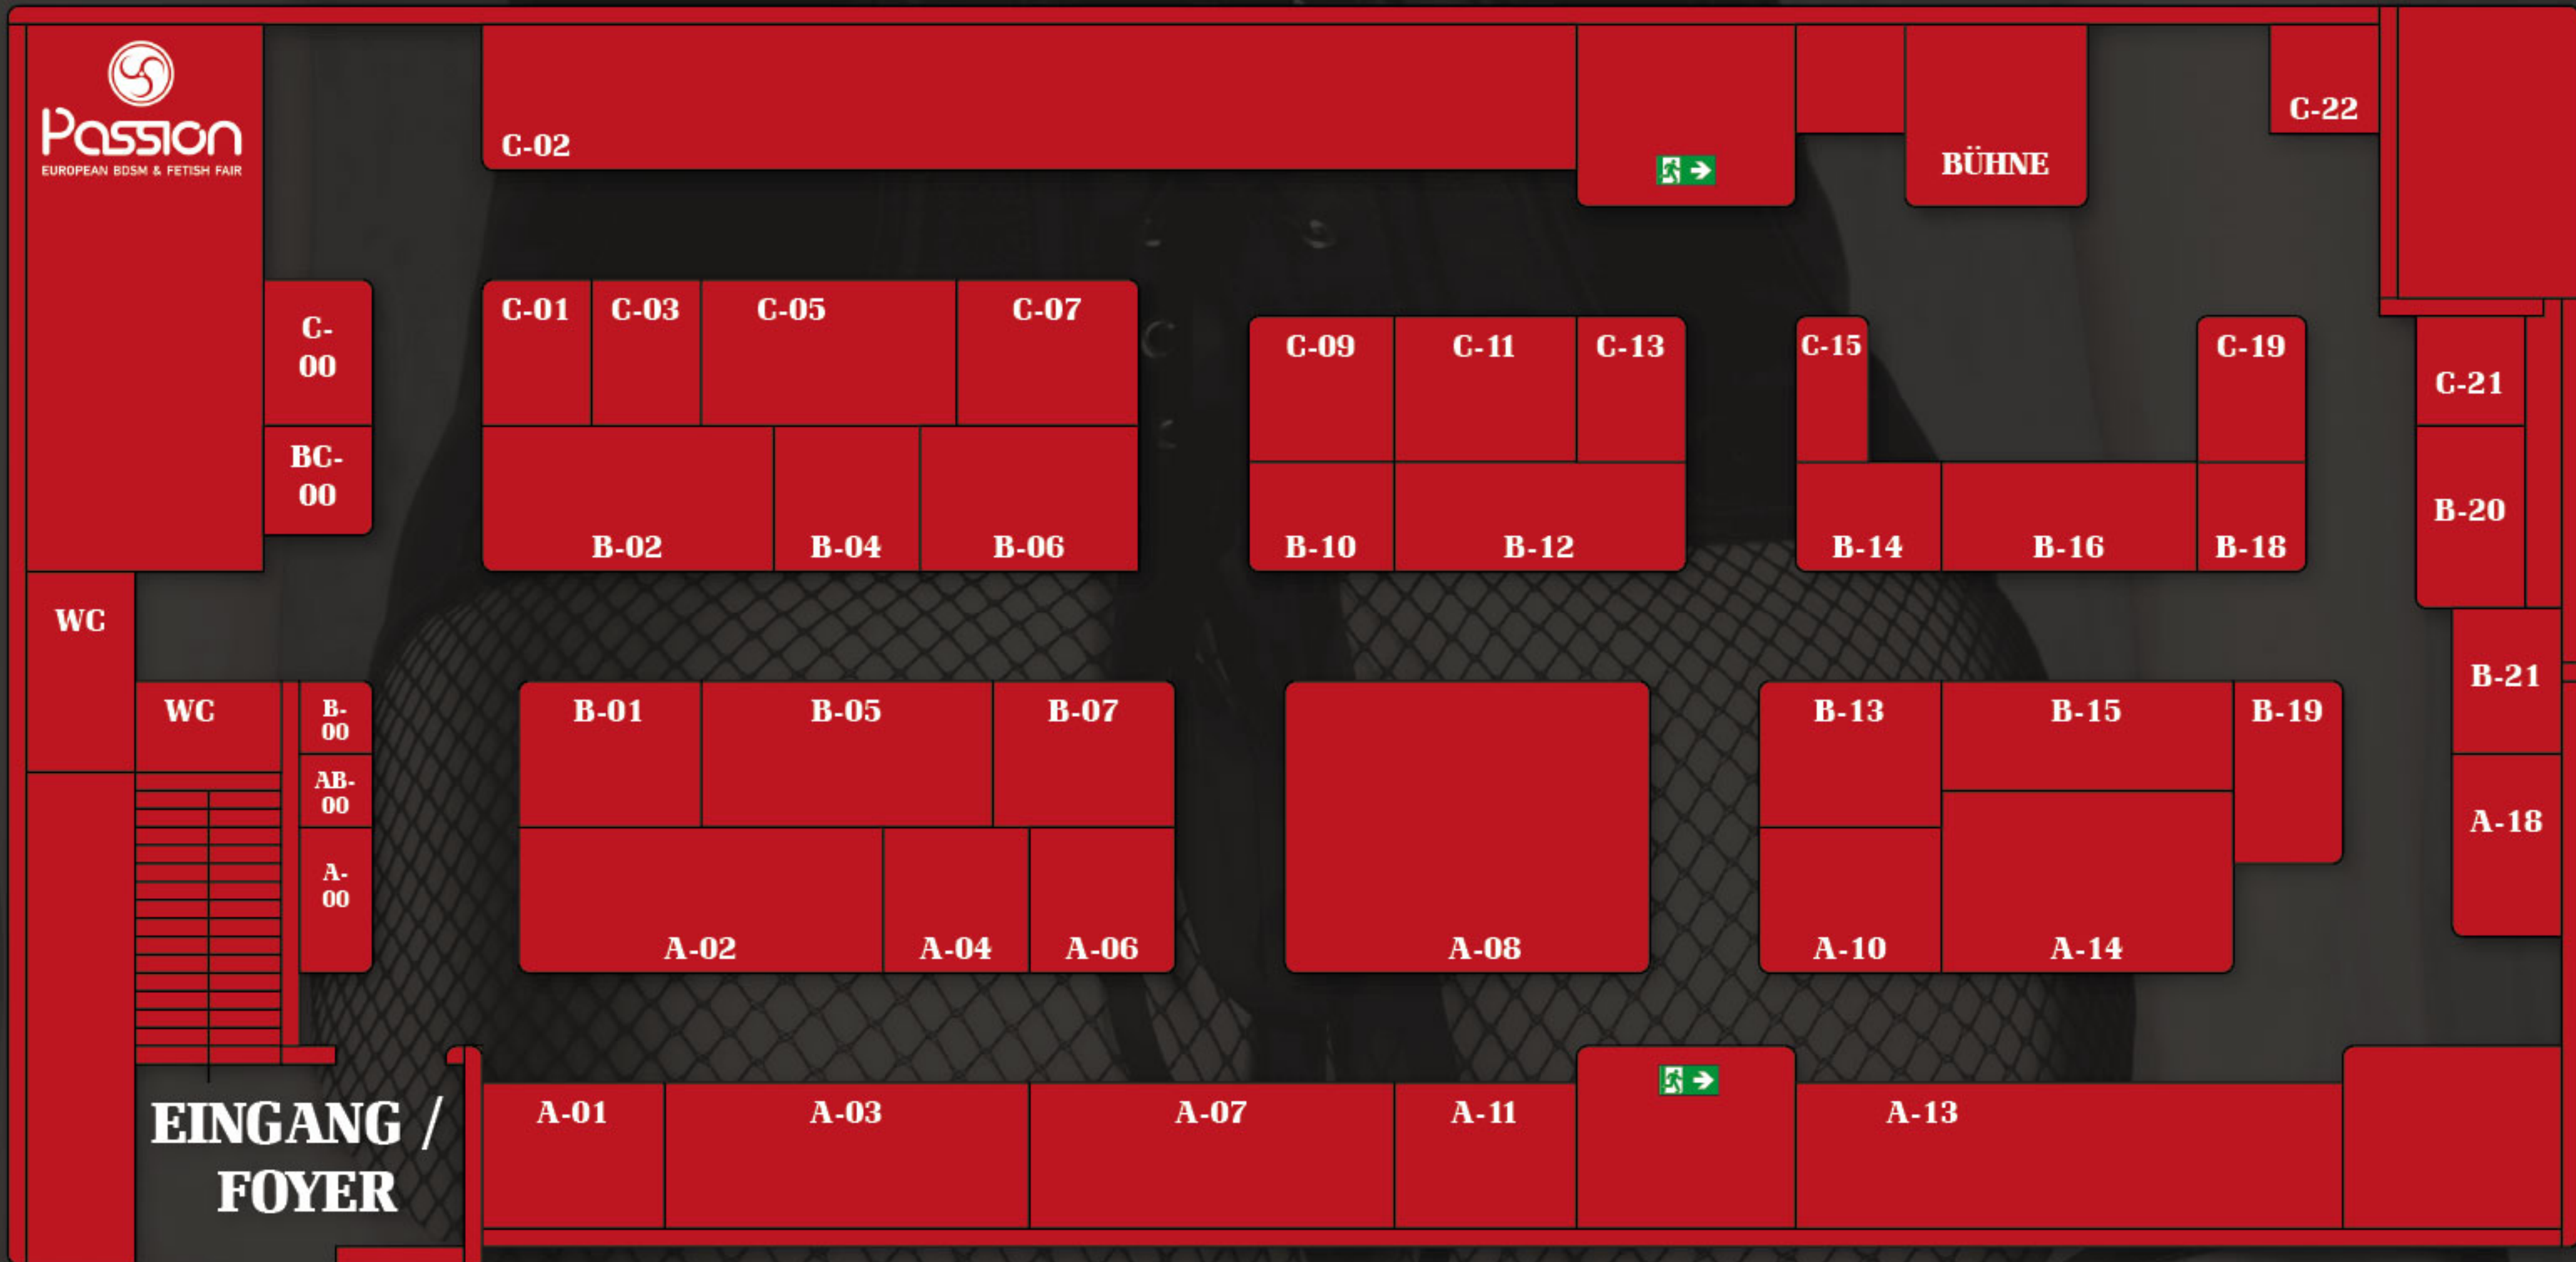 Passion
EUROPEAN BDSM & FETISH FAIR
C-02
BÜHNE
C-22
C-
00
BC-
00
C-01
C-03
C-05
C-07
B-02
B-04
B-06
C-09
C-11
C-13
B-10
B-12
C-15
C-19
B-14
B-16
B-18
C-21
B-20
WC
WC
B-
00
AB-
00
A-
00
B-01
B-05
B-07
A-02
A-04
A-06
A-08
B-13
B-15
B-19
A-10
A-14
B-21
A-18
EINGANG /
FOYER
A-01
A-03
A-07
A-11
A-13